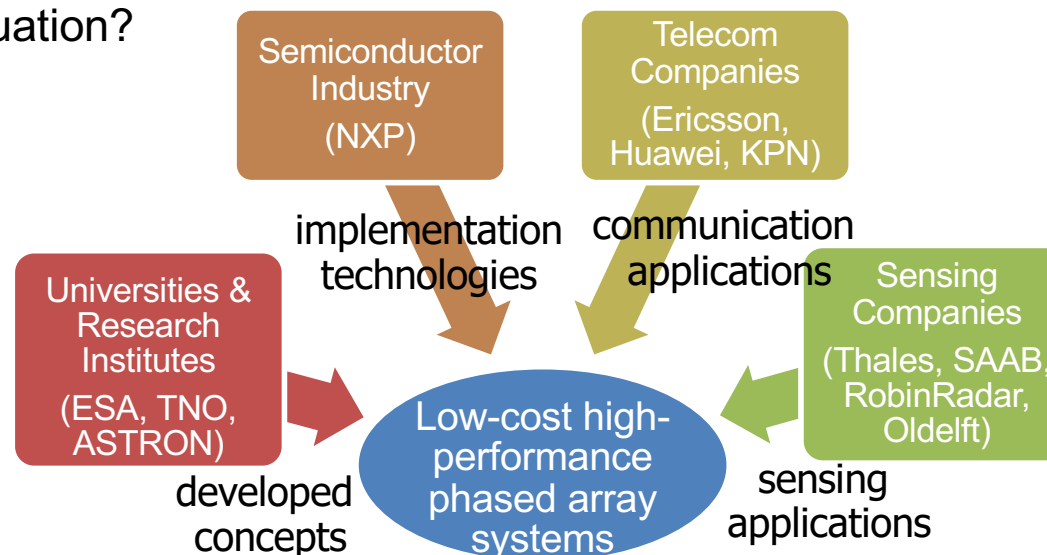 uation?
Semiconductor
Industry
(NXP)
Telecom
Companies
(Ericsson,
Huawei, KPN)
implementation
technologies
communication
applications
Universities &
Research
Institutes
(ESA, TNO,
ASTRON)
Sensing
Companies
(Thales, SAAB,
RobinRadar,
Oldelft)
Low-cost high-
performance
phased array
systems
developed
concepts
sensing
applications